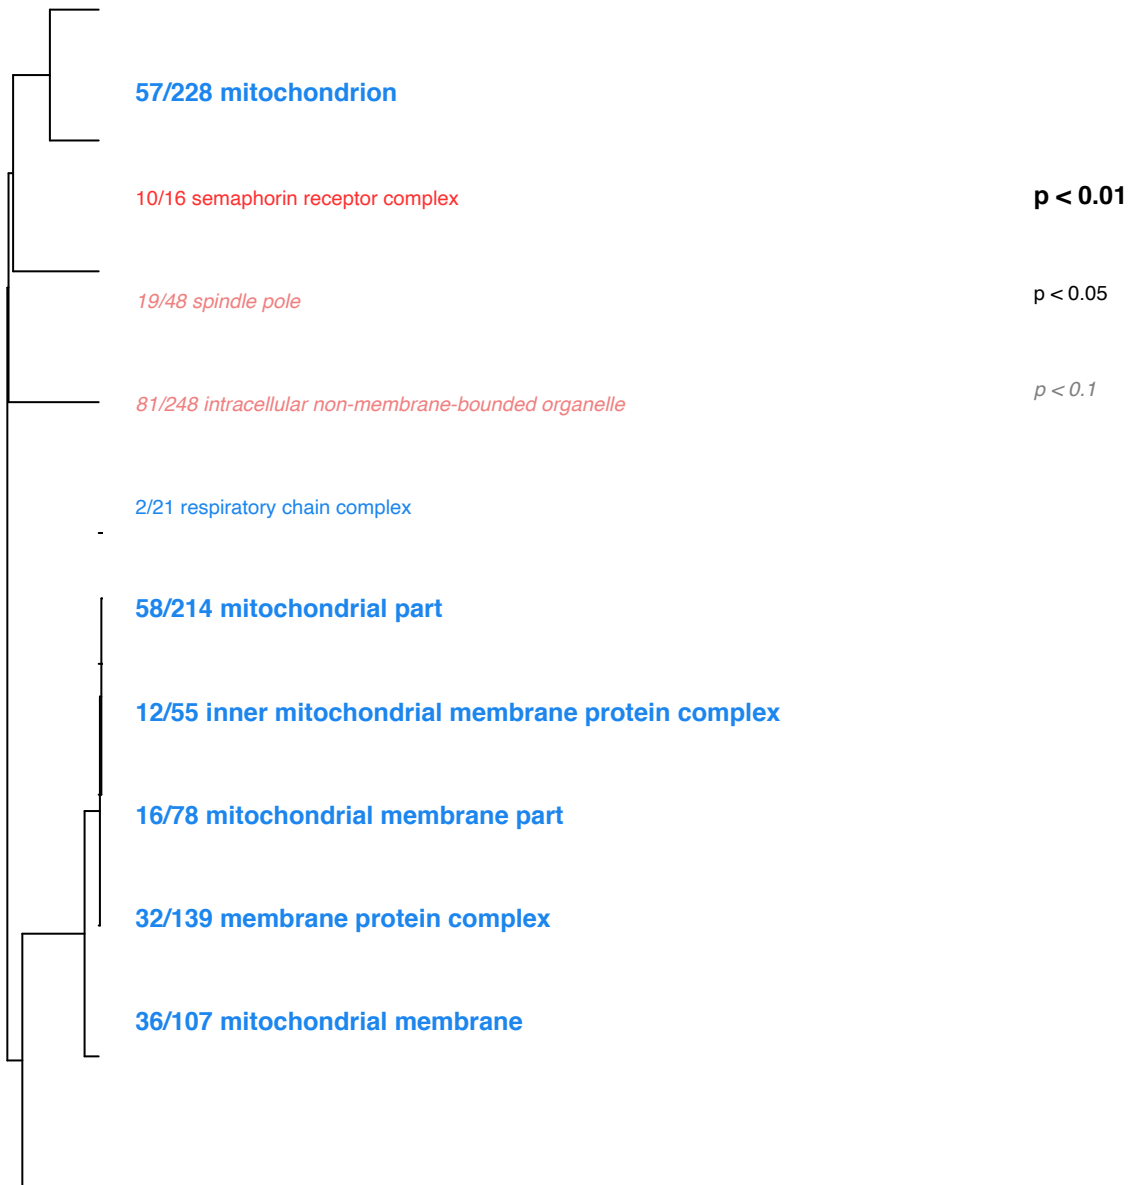 57/228 mitochondrion
10/16 semaphorin receptor complex
p < 0.01
19/48 spindle pole
p < 0.05
81/248 intracellular non-membrane-bounded organelle
p < 0.1
2/21 respiratory chain complex
58/214 mitochondrial part
12/55 inner mitochondrial membrane protein complex
16/78 mitochondrial membrane part
32/139 membrane protein complex
36/107 mitochondrial membrane